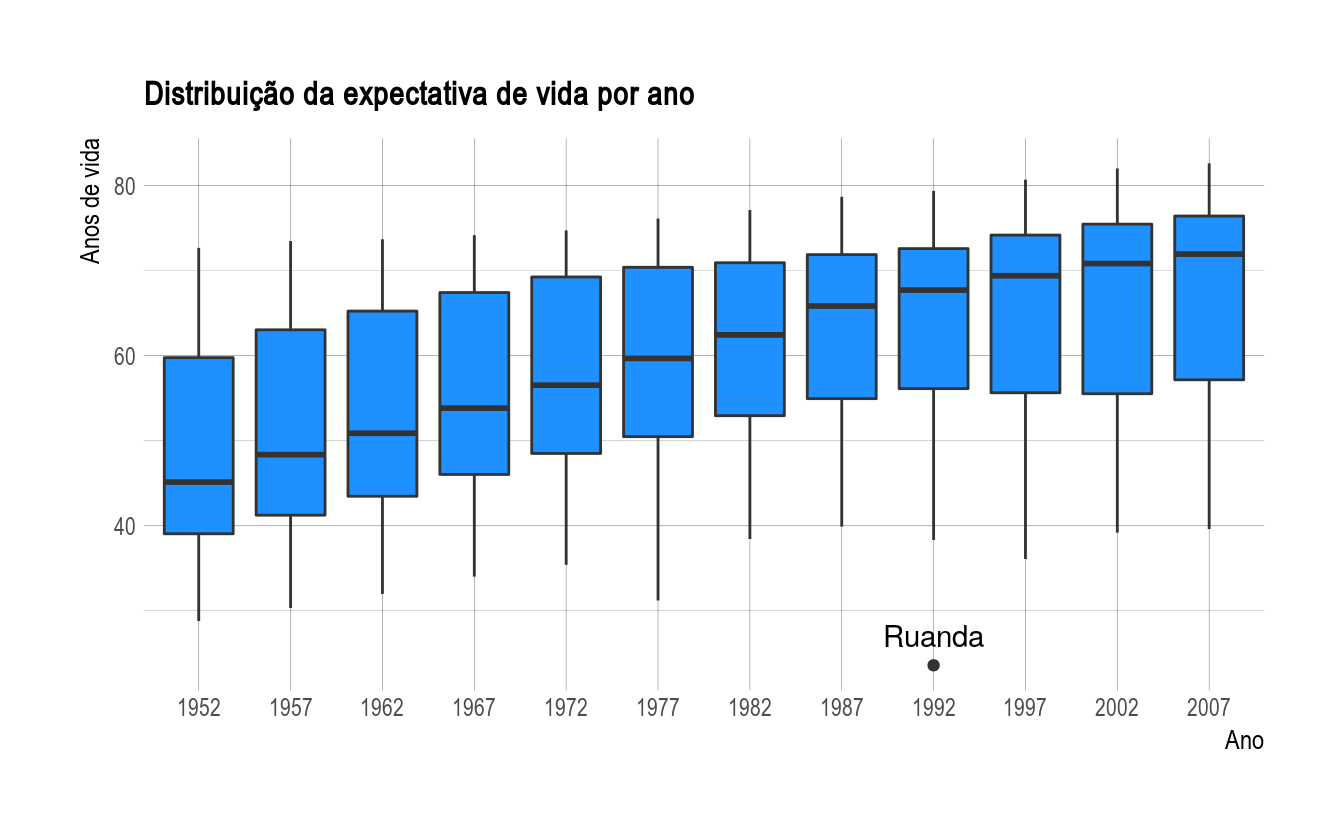 Distribuição da expectativa de vida por ano
Anos de vida
80
60
40
Ruanda
1952 1957 1962 1967 1972 1977 1982 1987 1992 1997 2002 2007
Ano